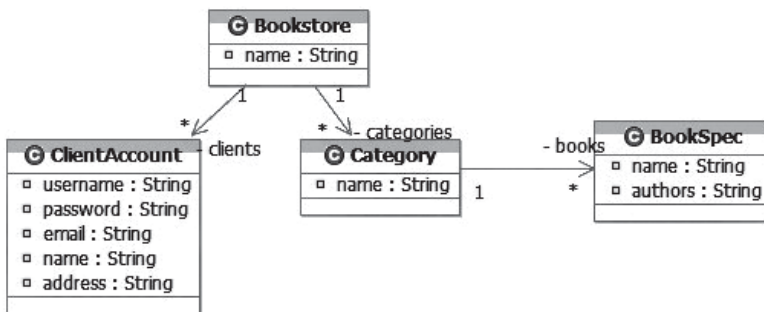 C Bookstore
name : String
1
1
*
- clients
*
- categories
C ClientAccount
username : String
password : String
email : String
name : String
address : String
C Category
name : String
1
- books
*
C BookSpec
name : String
authors : String